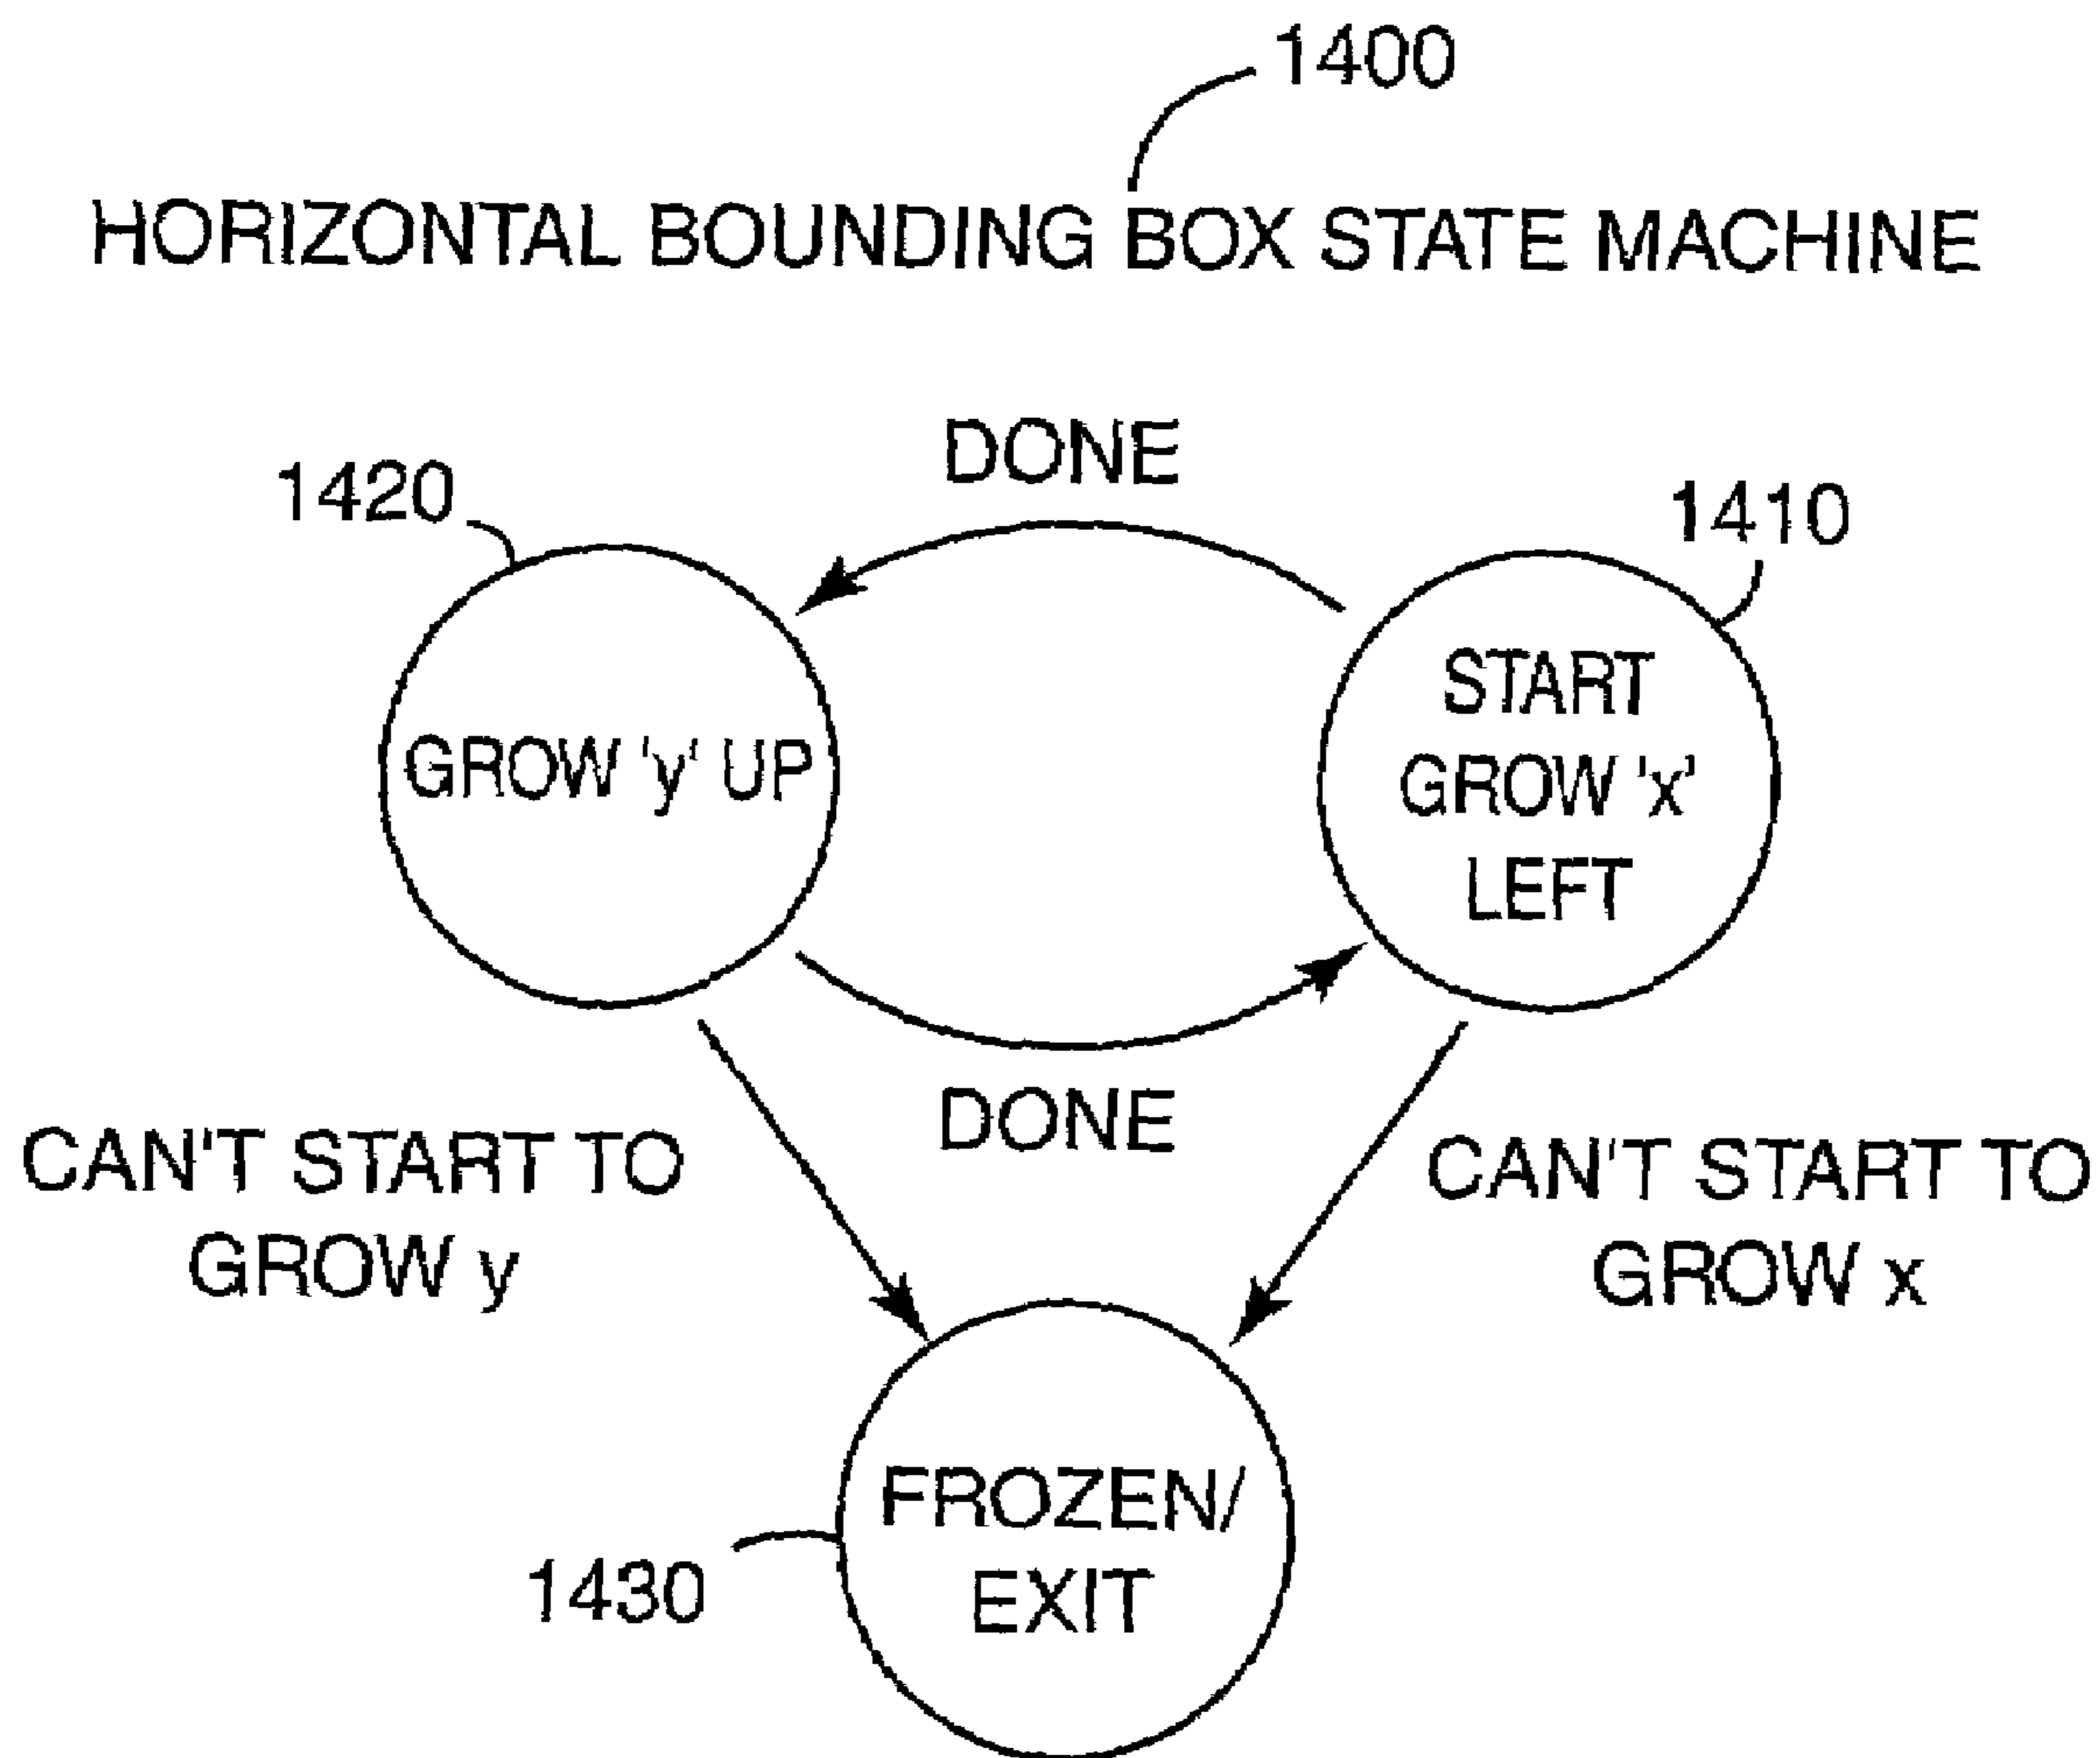 1400
HORIZONTAL BOUNDING BOX STATE MACHINE
DONE
1420
1410
GROW 'y' UP
START
GROW 'x'
LEFT
DONE
CAN'T START TO
GROW y
CAN'T START TO
GROW x
FROZEN/
EXIT
1430